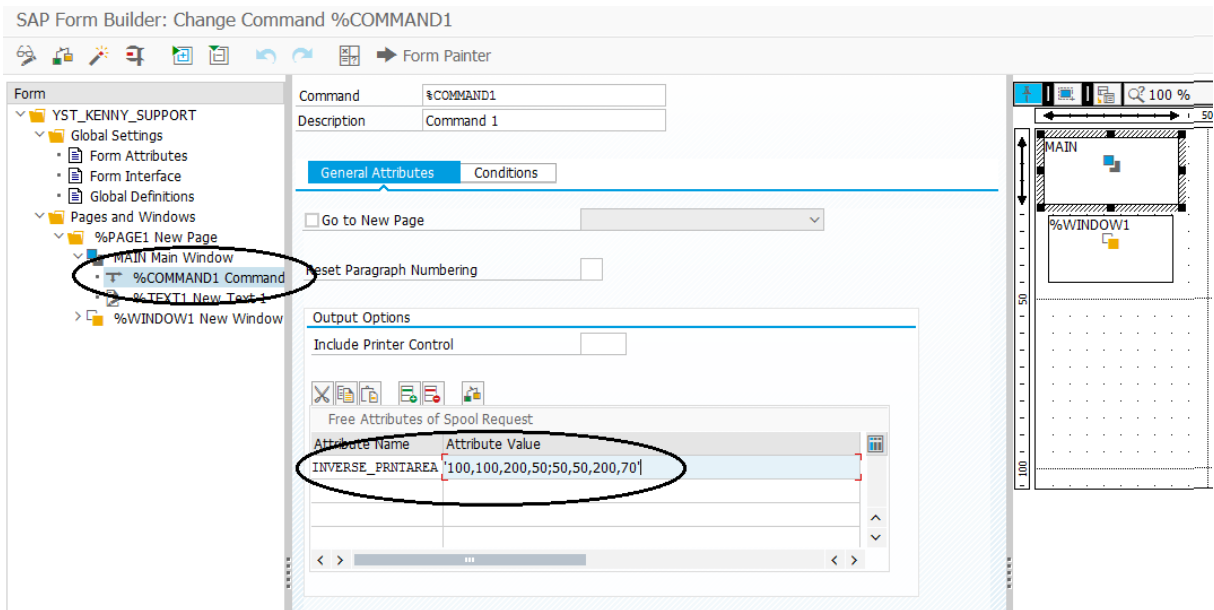 SAP Form Builder: Change Command %COMMAND1
Form Painter
Form
YST_KENNY_SUPPORT
Global Settings
Form Attributes
Form Interface
Global Definitions
Pages and Windows
%PAGE1 New Page
MAIN Main Window
%COMMAND1 Command
%TEXT1 New Text 1
%WINDOW1 New Window
Command %COMMAND1
Description Command 1
General Attributes Conditions
Go to New Page
Reset Paragraph Numbering
Output Options
Include Printer Control
Free Attributes of Spool Request
Attribute Name Attribute Value
INVERSE_PRNTAREA '100,100,200,50;50,50,200,70'
100 %
50
MAIN
%WINDOW1
50
100